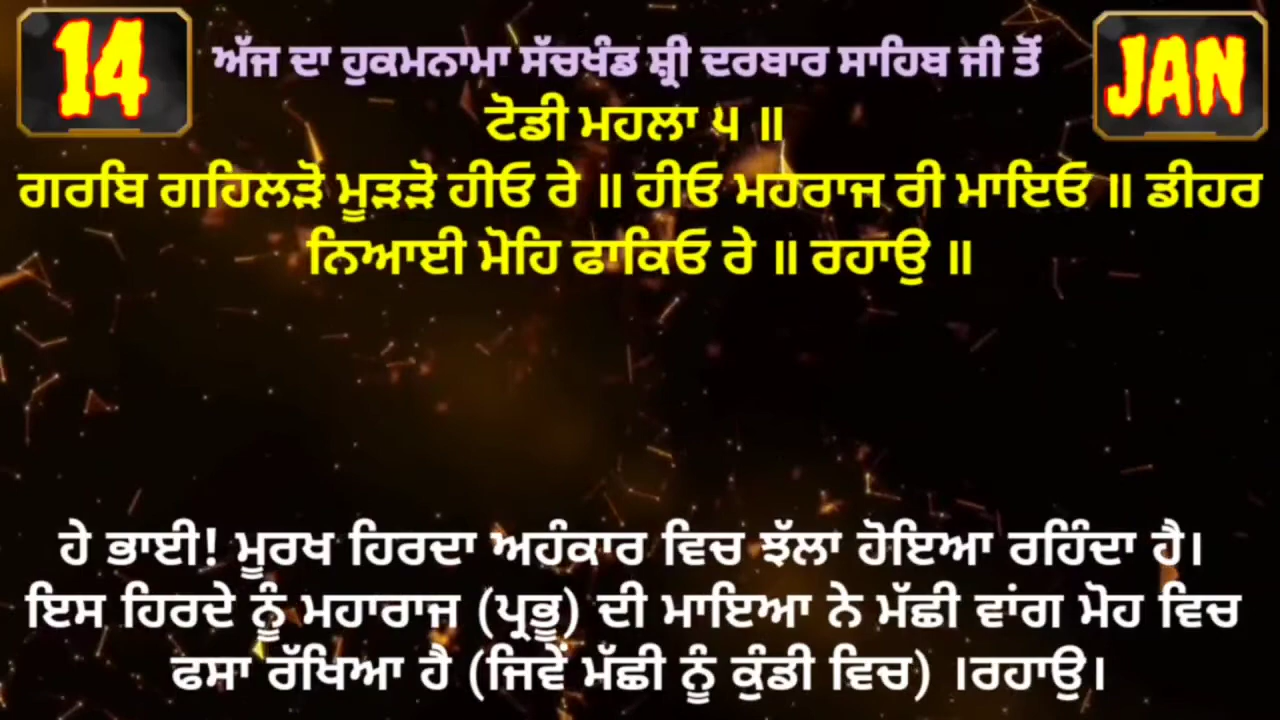 14
ਅੱਜ ਦਾ ਹੁਕਮਨਾਮਾ ਸੱਚਖੰਡ ਸ਼੍ਰੀ ਦਰਬਾਰ ਸਾਹਿਬ ਜੀ ਤੋਂ
JAN
ਟੋਡੀ ਮਹਲਾ ੫ ॥
ਗਰਬਿ ਗਹਿਲੜੋ ਮੂੜੜੋ ਹੀਓ ਰੇ ॥ ਹੀਓ ਮਹਰਾਜ ਰੀ ਮਾਇਓ ॥ ਡੀਹਰ
ਨਿਆਈ ਮੋਹਿ ਫਾਕਿਓ ਰੇ ॥ ਰਹਾਉ ॥
ਹੇ ਭਾਈ! ਮੂਰਖ ਹਿਰਦਾ ਅਹੰਕਾਰ ਵਿਚ ਝੱਲਾ ਹੋਇਆ ਰਹਿੰਦਾ ਹੈ।
ਇਸ ਹਿਰਦੇ ਨੂੰ ਮਹਾਰਾਜ (ਪ੍ਰਭੂ) ਦੀ ਮਾਇਆ ਨੇ ਮੱਛੀ ਵਾਂਗ ਮੋਹ ਵਿਚ
ਫਸਾ ਰੱਖਿਆ ਹੈ (ਜਿਵੇਂ ਮੱਛੀ ਨੂੰ ਕੁੰਡੀ ਵਿਚ) ।ਰਹਾਉ।